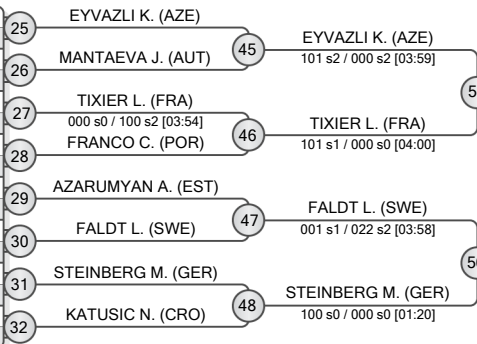 25
EYVAZLI K. (AZE)
26
MANTAEVA J. (AUT)
45
EYVAZLI K. (AZE)
101 s2 / 000 s2 [03:59]
27
TIXIER L. (FRA)
000 s0 / 100 s2 [03:54]
28
FRANCO C. (POR)
46
TIXIER L. (FRA)
101 s1 / 000 s0 [04:00]
29
AZARUMYAN A. (EST)
30
FALDT L. (SWE)
47
FALDT L. (SWE)
001 s1 / 022 s2 [03:58]
31
STEINBERG M. (GER)
32
KATUSIC N. (CRO)
48
STEINBERG M. (GER)
100 s0 / 000 s0 [01:20]